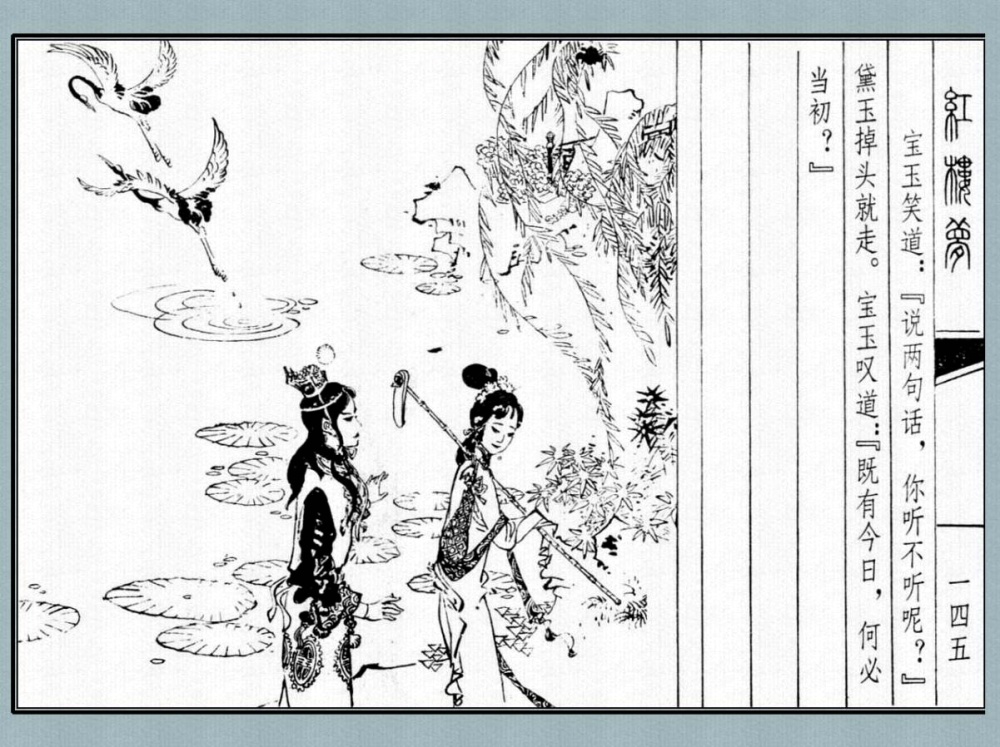 紅樓夢
一四五
宝玉笑道：『说两句话，你听不听呢？』
黛玉掉头就走。宝玉叹道：『既有今日，何必
当初？』